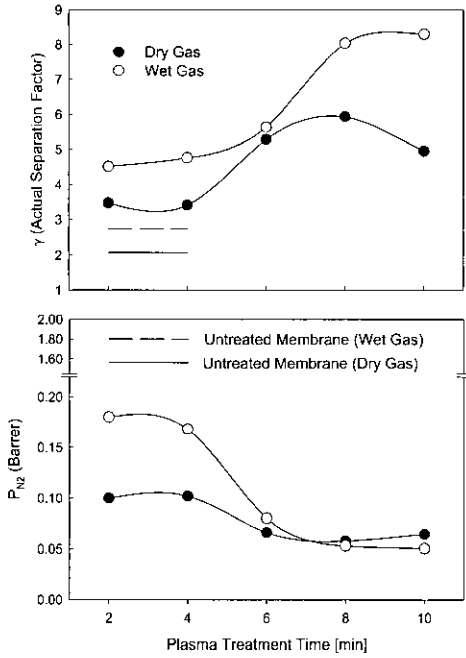 9
8
7
6
5
4
3
2
1
γ (Actual Separation Factor)
Dry Gas
Wet Gas
2.00
1.60
0.20
0.15
0.10
0.05
0.00
P_N2 (Barrer)
Untreated Membrane (Wet Gas)
Untreated Membrane (Dry Gas)
2 4 6 8 10
Plasma Treatment Time [min]